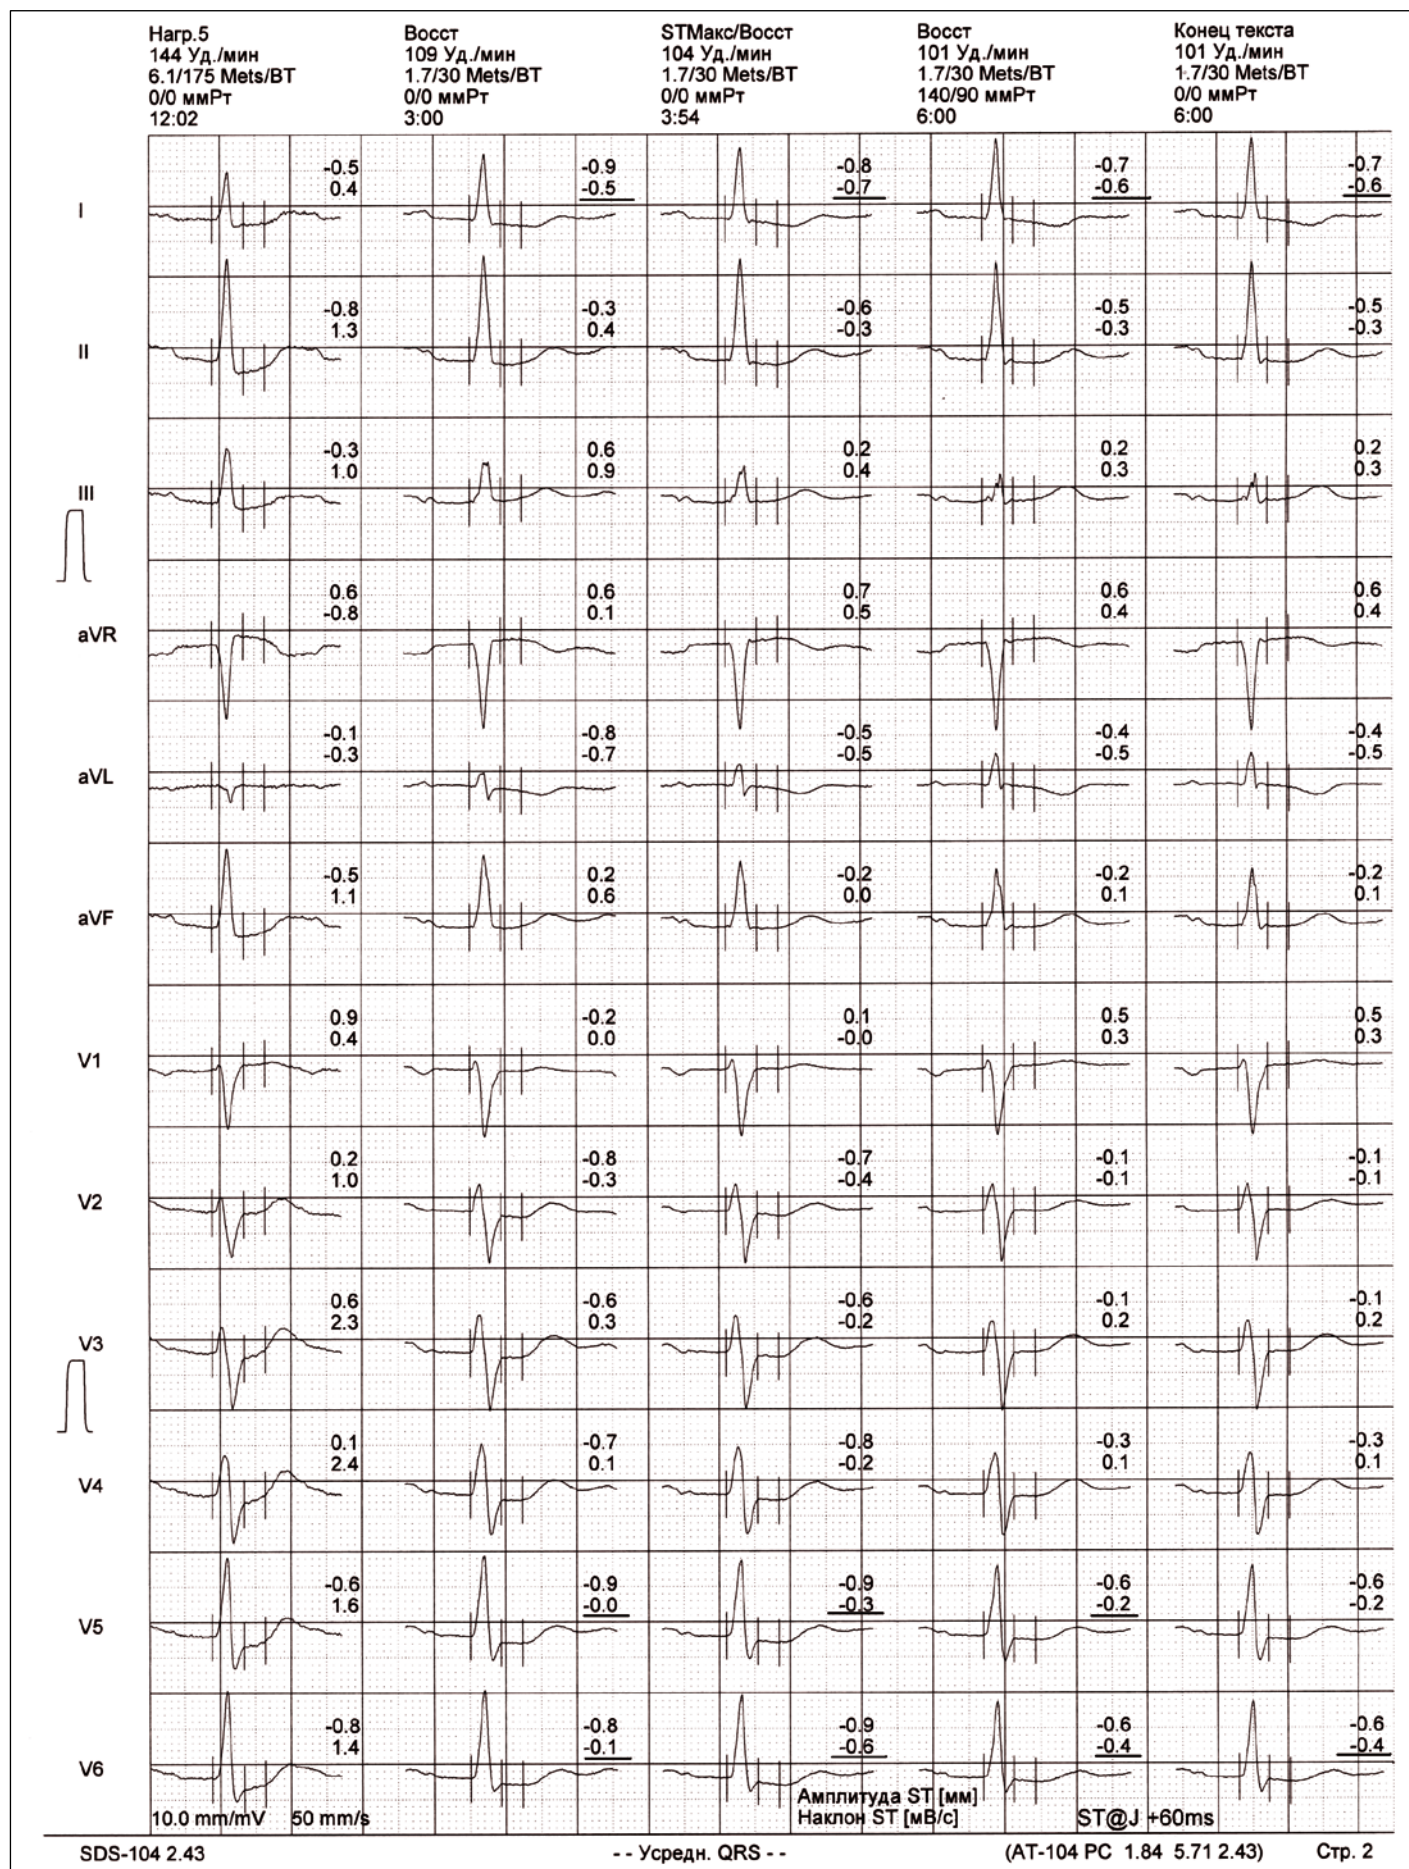 Нагр.5 Восст STМакс/Восст Восст Конец текста
144 Уд./мин 109 Уд./мин 104 Уд./мин 101 Уд./мин 101 Уд./мин
6.1/175 Mets/ВТ 1.7/30 Mets/ВТ 1.7/30 Mets/ВТ 1.7/30 Mets/ВТ 1.7/30 Mets/ВТ
0/0 ммРт 0/0 ммРт 0/0 ммРт 140/90 ммРт 0/0 ммРт
12:02 3:00 3:54 6:00 6:00
-0.5 -0.9 -0.8 -0.7 -0.7
0.4 -0.5 -0.7 -0.6 -0.6
I
-0.8 -0.3 -0.6 -0.5 -0.5
1.3 0.4 -0.3 -0.3 -0.3
II
-0.3 0.6 0.2 0.2 0.2
1.0 0.9 0.4 0.3 0.3
III
0.6 0.6 0.7 0.6 0.6
-0.8 0.1 0.5 0.4 0.4
aVR
-0.1 -0.8 -0.5 -0.4 -0.4
-0.3 -0.7 -0.5 -0.5 -0.5
aVL
-0.5 0.2 -0.2 -0.2 -0.2
1.1 0.6 0.0 0.1 0.1
aVF
0.9 -0.2 0.1 0.5 0.5
0.4 0.0 -0.0 0.3 0.3
V1
0.2 -0.8 -0.7 -0.1 -0.1
1.0 -0.3 -0.4 -0.1 -0.1
V2
0.6 -0.6 -0.6 -0.1 -0.1
2.3 0.3 -0.2 0.2 0.2
V3
0.1 -0.7 -0.8 -0.3 -0.3
2.4 0.1 -0.2 0.1 0.1
V4
-0.6 -0.9 -0.9 -0.6 -0.6
1.6 -0.0 -0.3 -0.2 -0.2
V5
-0.8 -0.8 -0.9 -0.6 -0.6
1.4 -0.1 -0.6 -0.4 -0.4
V6
Амплитуда ST [мм]
10.0 mm/mV 50 mm/s Наклон ST [мВ/с] ST@J +60ms
SDS-104 2.43 - - Усредн. QRS - - (AT-104 PC 1.84 5.71 2.43) Стр. 2